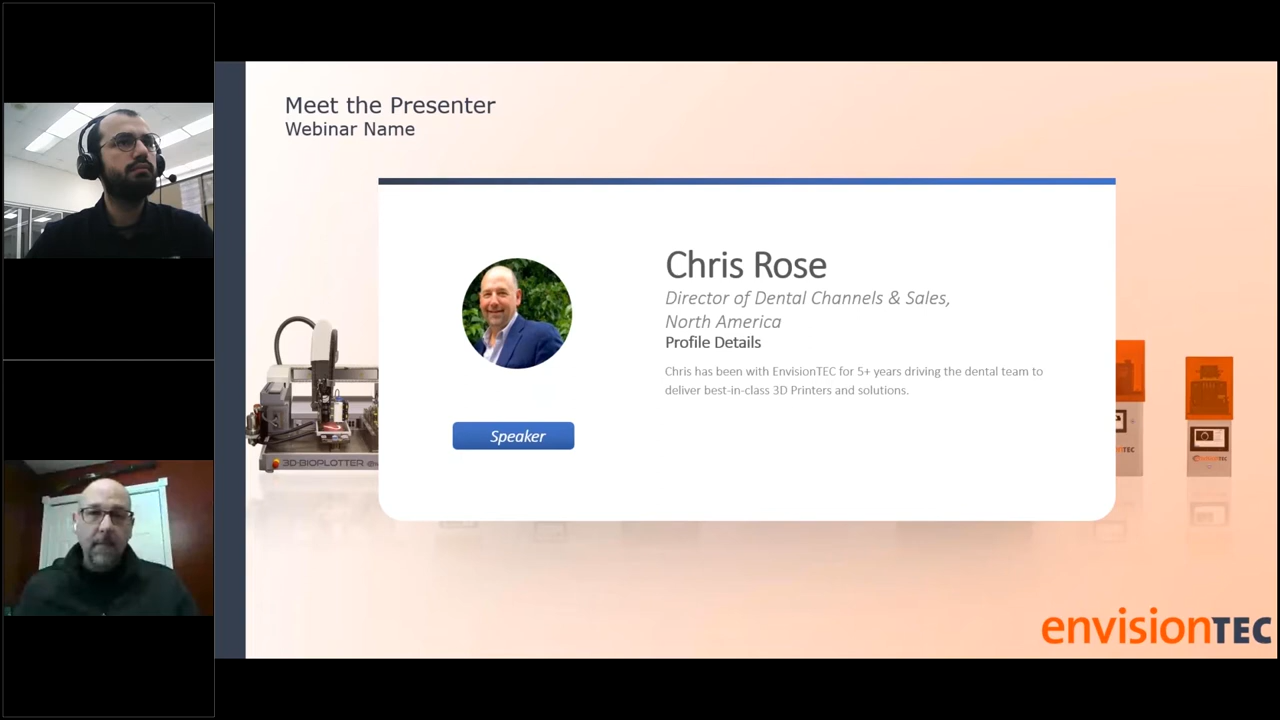 Meet the Presenter
Webinar Name
Chris Rose
Director of Dental Channels & Sales,
North America
Profile Details
Chris has been with EnvisionTEC for 5+ years driving the dental team to
deliver best-in-class 3D Printers and solutions.
Speaker
3D-BIOPLOTTER
envisionTEC